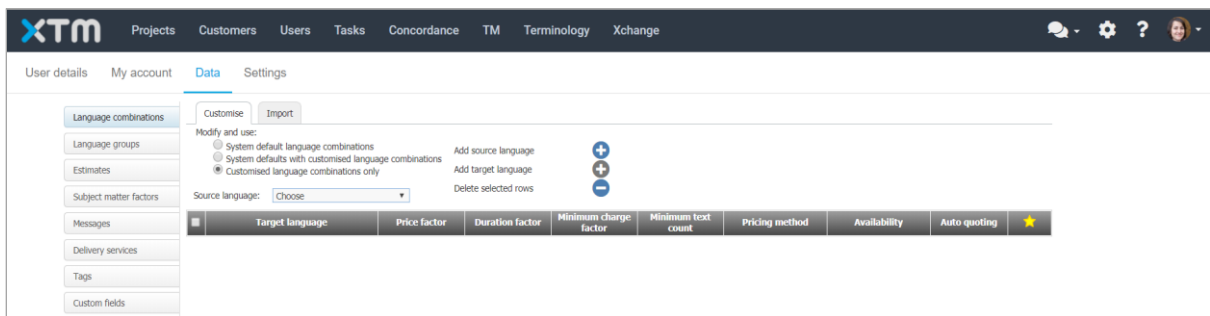 XTM Projects Customers Users Tasks Concordance TM Terminology Xchange ?
User details My account Data Settings
Language combinations
Language groups
Estimates
Subject matter factors
Messages
Delivery services
Tags
Custom fields
Customise Import
Modify and use:
System default language combinations
System defaults with customised language combinations
Customised language combinations only
Add source language
Add target language
Delete selected rows
Source language: Choose
Target language Price factor Duration factor Minimum charge factor Minimum text count Pricing method Availability Auto quoting